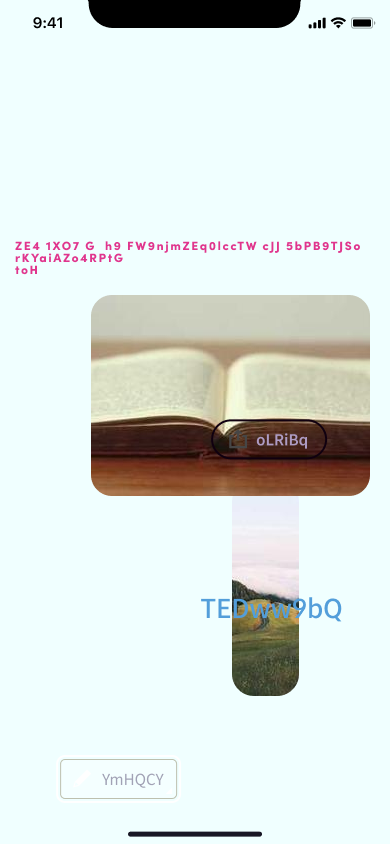 9:41
ZE4 1XO7 G h9 FW9njmZEq0lccTW cJJ 5bPB9TJSo
rKYaiAZo4RPtG
toH
oLRiBq
TEDww9bQ
YmHQCY